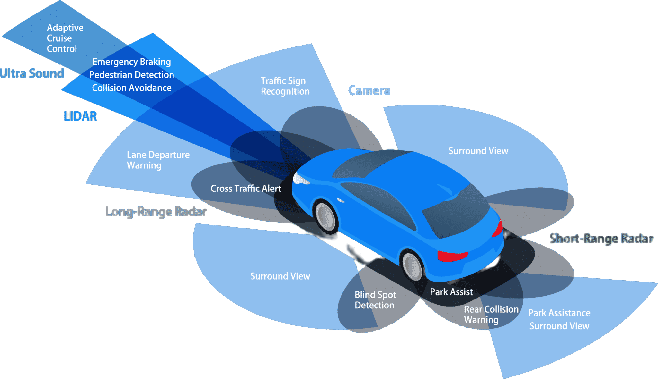 Adaptive
Cruise
Control
Ultra Sound
Emergency Braking
Pedestrian Detection
Collision Avoidance
LIDAR
Traffic Sign
Recognition
Camera
Surround View
Lane Departure
Warning
Cross Traffic Alert
Long-Range Radar
Short-Range Radar
Surround View
Blind Spot
Detection
Park Assist
Rear Collision
Warning
Park Assistance
Surround View